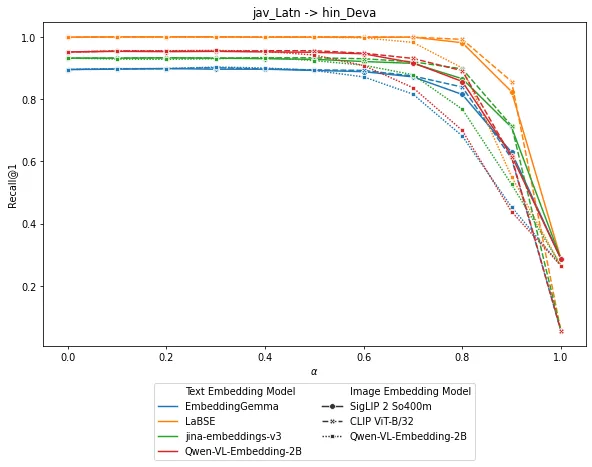 jav_Latn -> hin_Deva
1.0
0.8
0.6
0.4
0.2
Recall@1
0.0 0.2 0.4 0.6 0.8 1.0
α
Text Embedding Model
EmbeddingGemma
LaBSE
jina-embeddings-v3
Qwen-VL-Embedding-2B
Image Embedding Model
SigLIP 2 So400m
CLIP ViT-B/32
Qwen-VL-Embedding-2B